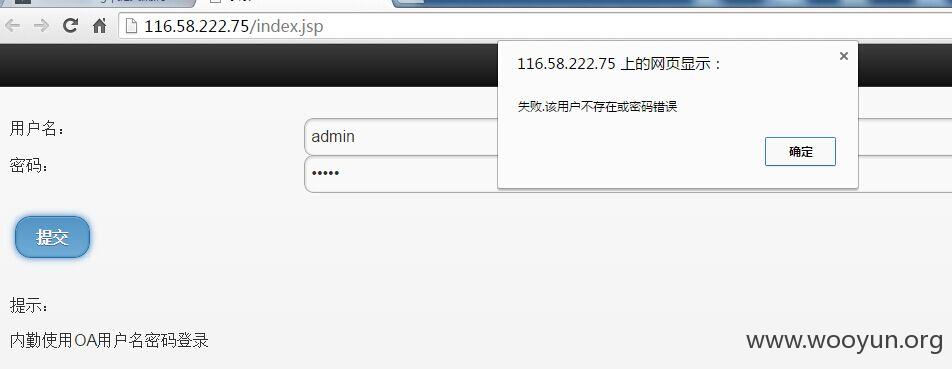 116.58.222.75/index.jsp
116.58.222.75 上的网页显示：
失败,该用户不存在或密码错误
确定
用户名:
admin
密码:
•••••
提交
提示:
内勤使用OA用户名密码登录
www.wooyun.org